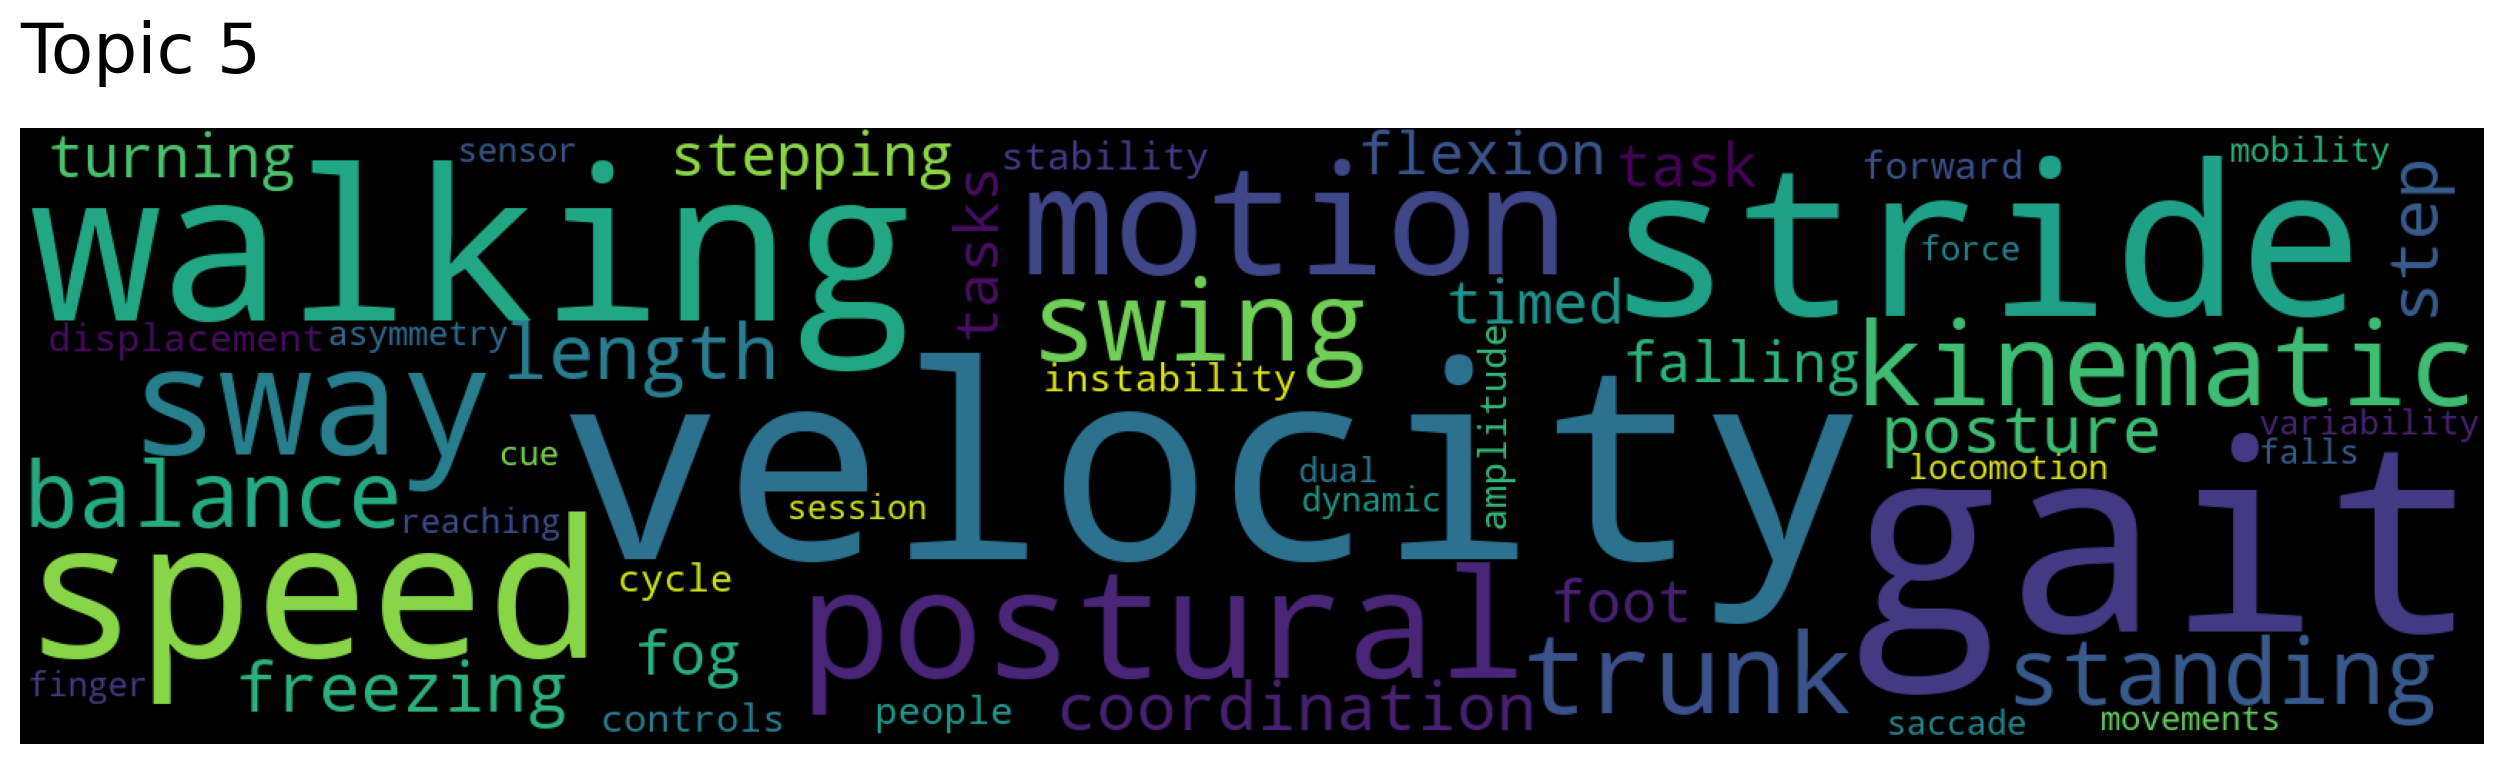 Topic 5
turning
sensor
stepping
stability
flexion
task
forward
mobility
walking
tasks
motion
stride
step
force
displacement
asymmetry
length
swing
timed
instability
amplitude
falling
kinematic
sway
velocity
posture
variability
falls
locomotion
cue
balance
session
dual
dynamic
gait
reaching
speed
cycle
postural
foot
fog
trunk
standing
finger
freezing
controls
people
coordination
saccade
movements